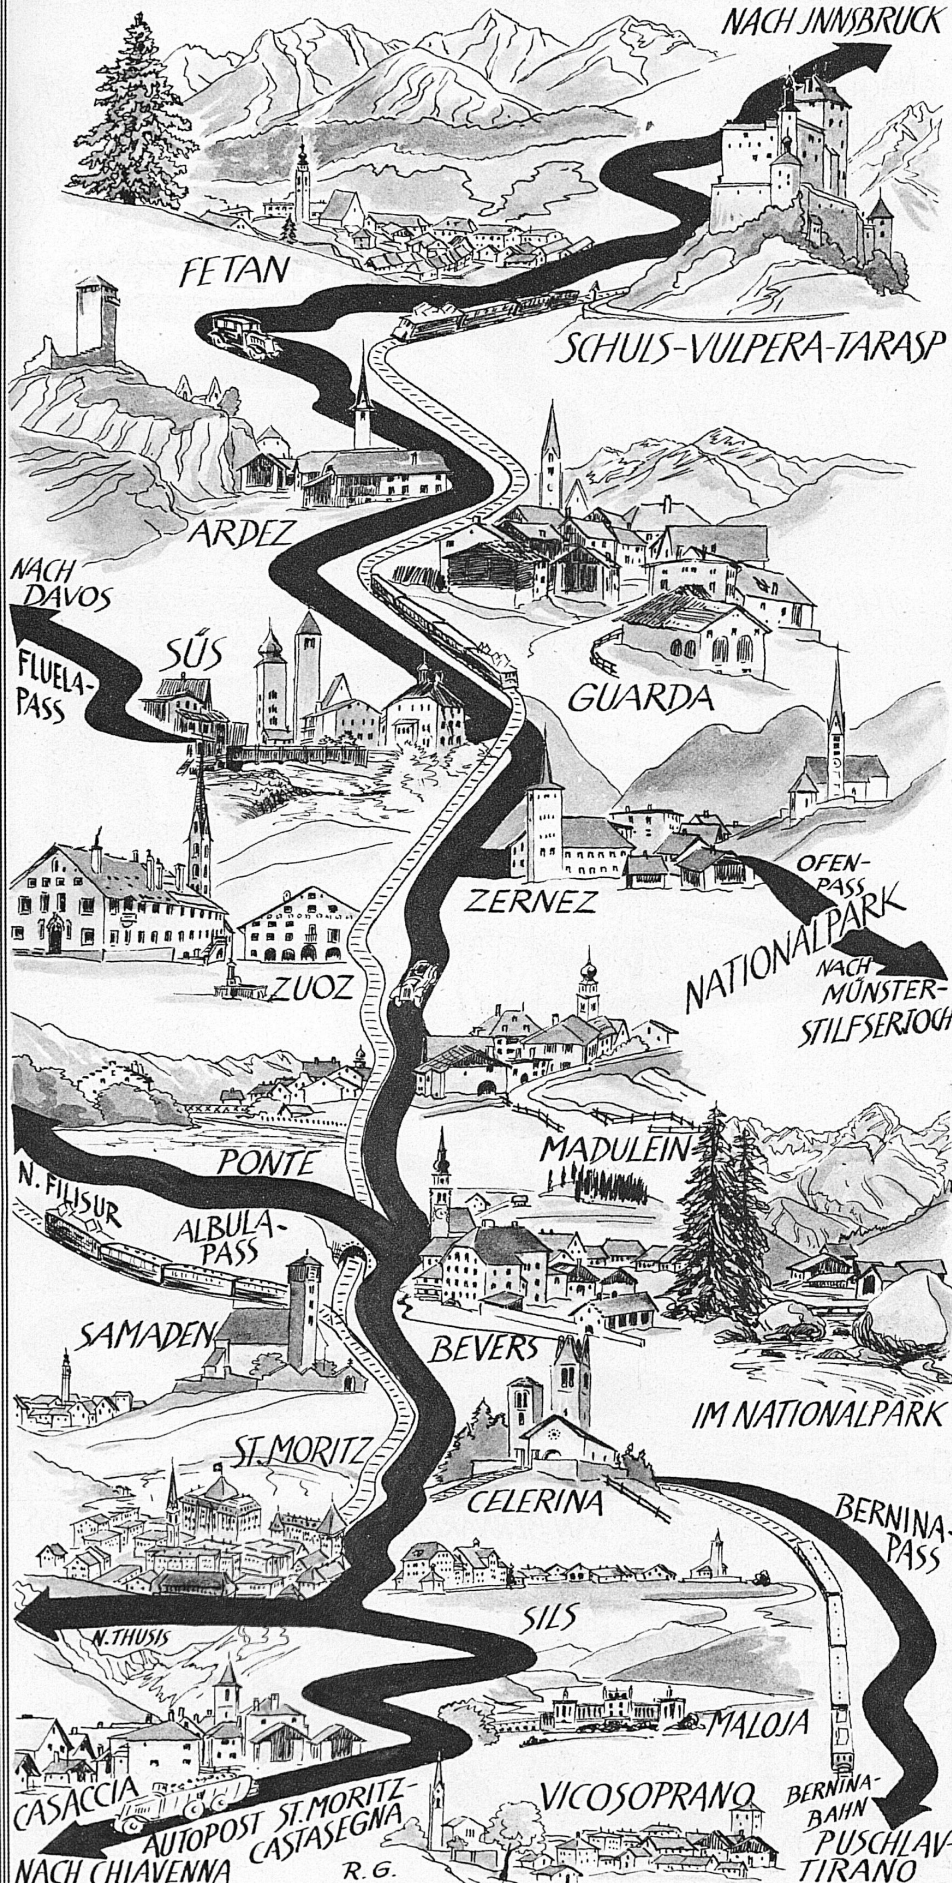 NACH INNSBRUCK
FETAN
SCHULS-VULPERA-TARASP
ARDEZ
NACH
DAVOS
FLUELA-
PASS
SÜS
GUARDA
OFEN-
PASS
ZERNEZ
NATIONALPARK
NACH
MÜNSTER-
STILFSERJOCH
ZUOZ
MADULEIN
PONTE
N. FILISUR
ALBULA-
PASS
SAMADEN
BEVERS
IM NATIONALPARK
ST. MORITZ
CELERINA
BERNINA-
PASS
SILS
N. THUSIS
MALOJA
CASACCIA
VICOSOPRANO
BERNINA-
BAHN
AUTOPOST ST. MORITZ-
CASTASEGNA
PUSCHLAV-
TIRANO
NACH CHIAVENNA
R. G.